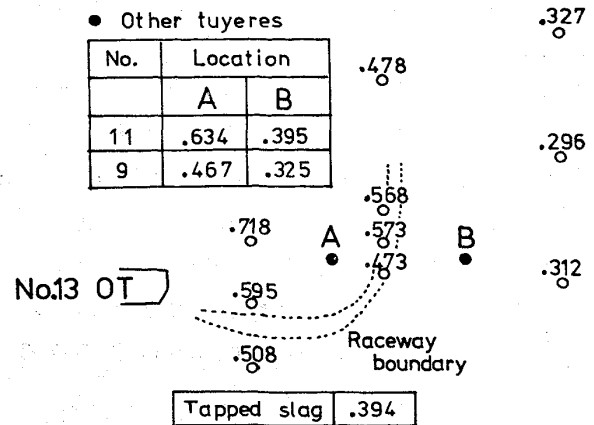 ● Other tuyeres
No. Location
A B
11 .634 .395
9 .467 .325
.327
.478
.296
.568
.718
.573
A
B
.473
.312
No.13 OT
.595
.508
Raceway
boundary
Tapped slag .394